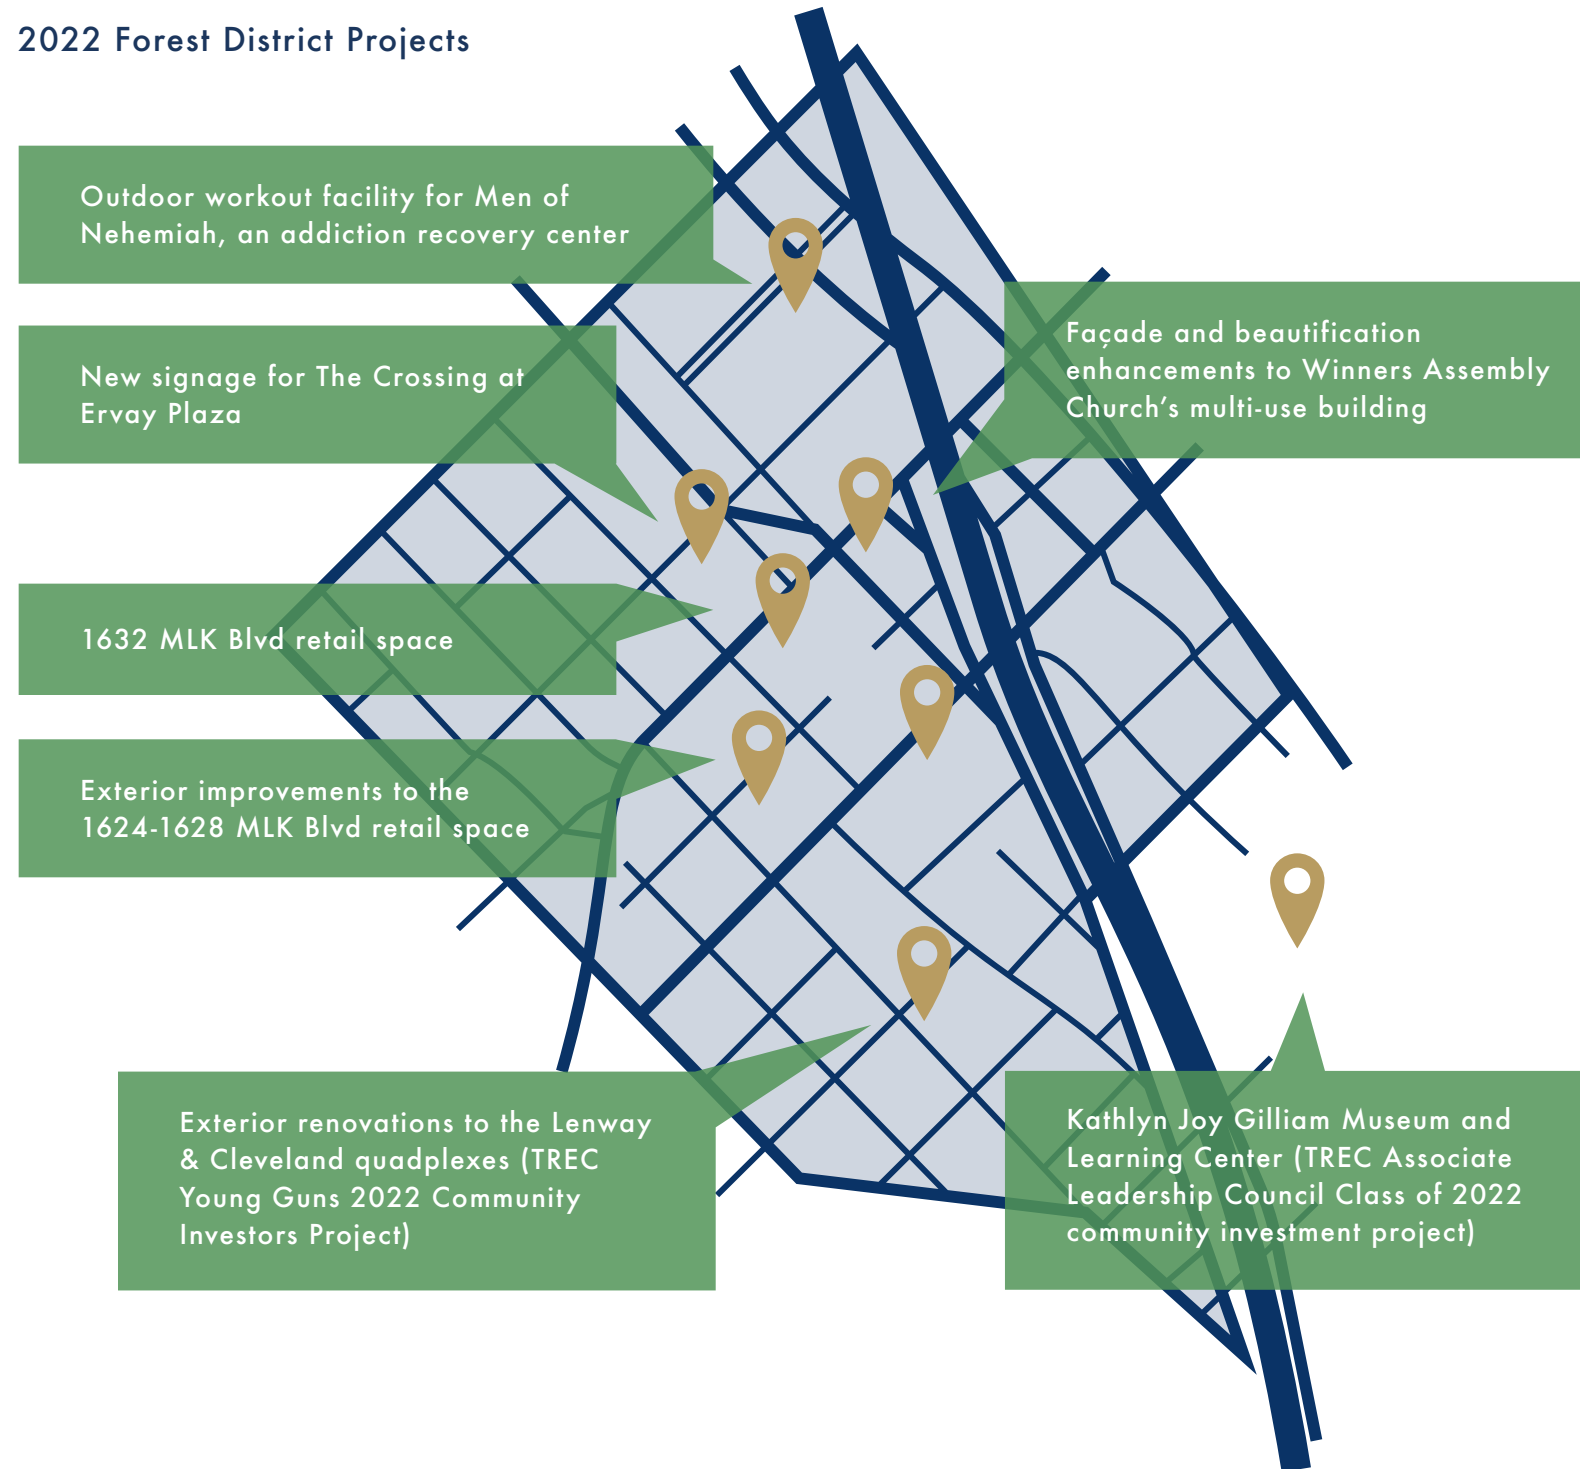 2022 Forest District Projects
Outdoor workout facility for Men of
Nehemiah, an addiction recovery center
Façade and beautification
enhancements to Winners Assembly
Church’s multi-use building
New signage for The Crossing at
Ervay Plaza
1632 MLK Blvd retail space
Exterior improvements to the
1624-1628 MLK Blvd retail space
Exterior renovations to the Lenway
& Cleveland quadplexes (TREC
Young Guns 2022 Community
Investors Project)
Kathlyn Joy Gilliam Museum and
Learning Center (TREC Associate
Leadership Council Class of 2022
community investment project)